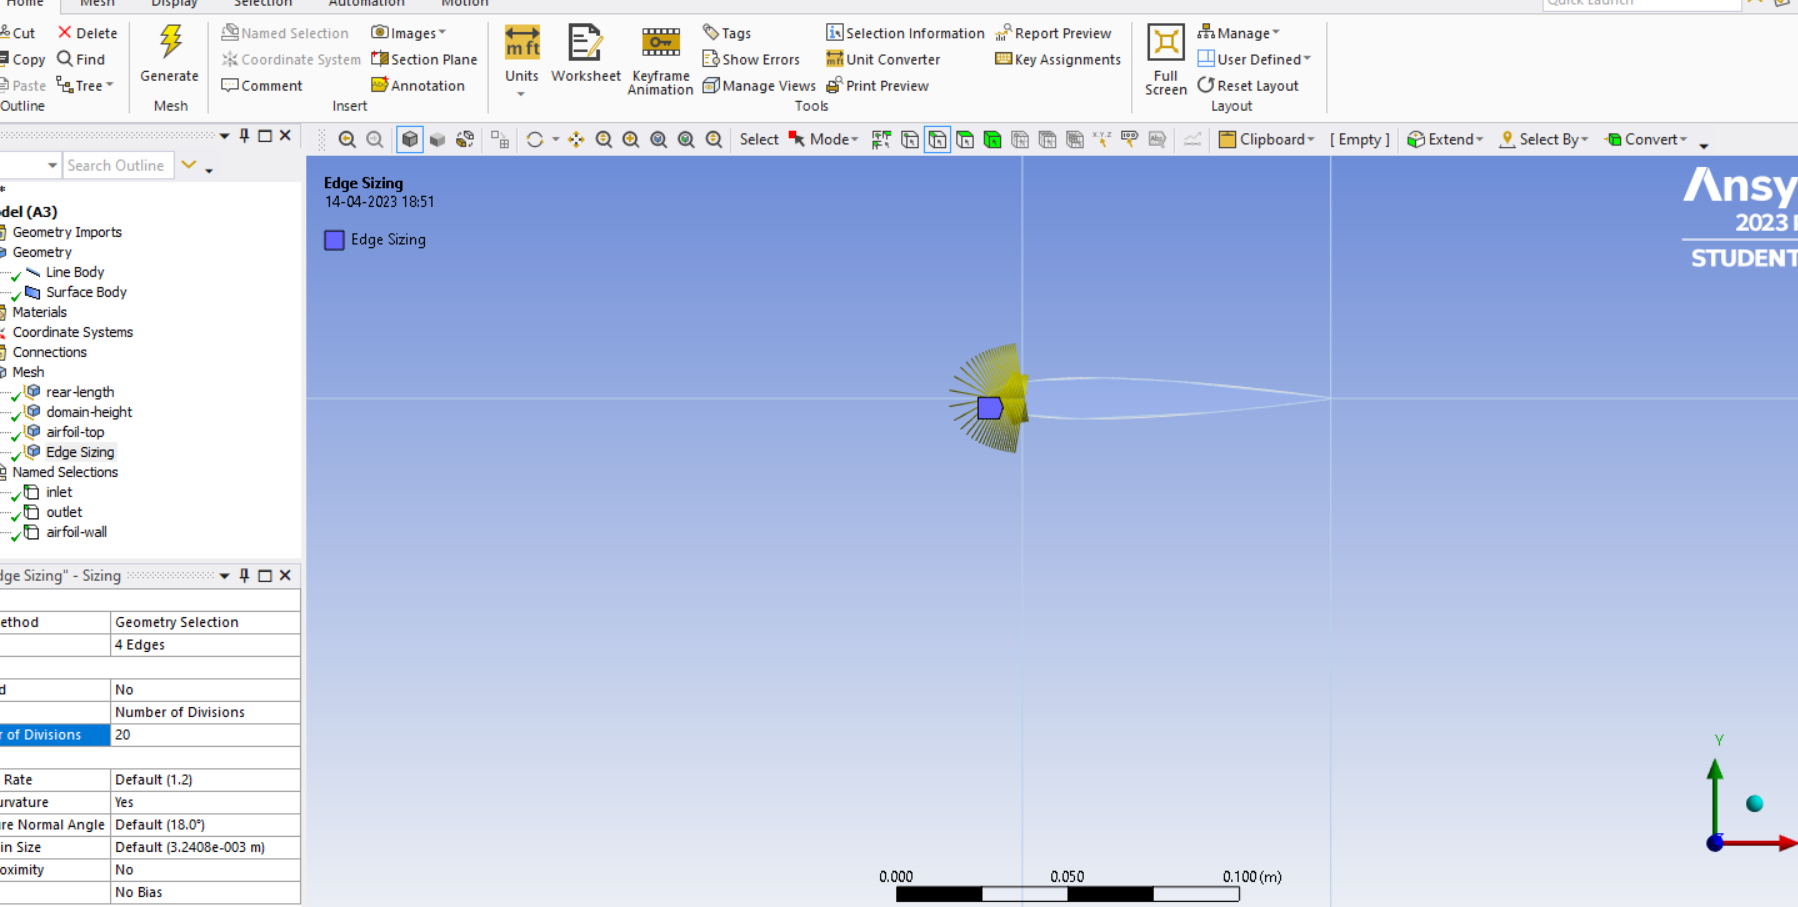 Home Mesh Display Selection Automation Motion Quick Launch
Cut Delete Generate Named Selection Images Units Worksheet Keyframe Animation Tags Selection Information Report Preview Full Screen Manage
Copy Find Coordinate System Section Plane Show Errors Unit Converter Key Assignments User Defined
Paste Tree Comment Annotation Manage Views Print Preview Reset Layout
Outline Mesh Insert Tools Layout
mft
Select Mode Clipboard [ Empty ] Extend Select By Convert
Search Outline
*
odel (A3)
Geometry Imports
Geometry
Line Body
Surface Body
Materials
Coordinate Systems
Connections
Mesh
rear-length
domain-height
airfoil-top
Edge Sizing
Named Selections
inlet
outlet
airfoil-wall
dge Sizing" - Sizing
ethod Geometry Selection
4 Edges
d No
Number of Divisions
r of Divisions 20
Rate Default (1.2)
urvature Yes
re Normal Angle Default (18.0°)
in Size Default (3.2408e-003 m)
oximity No
No Bias
Edge Sizing
14-04-2023 18:51
Edge Sizing
Ansy
2023 R
STUDENT
Y
0.000 0.050 0.100 (m)